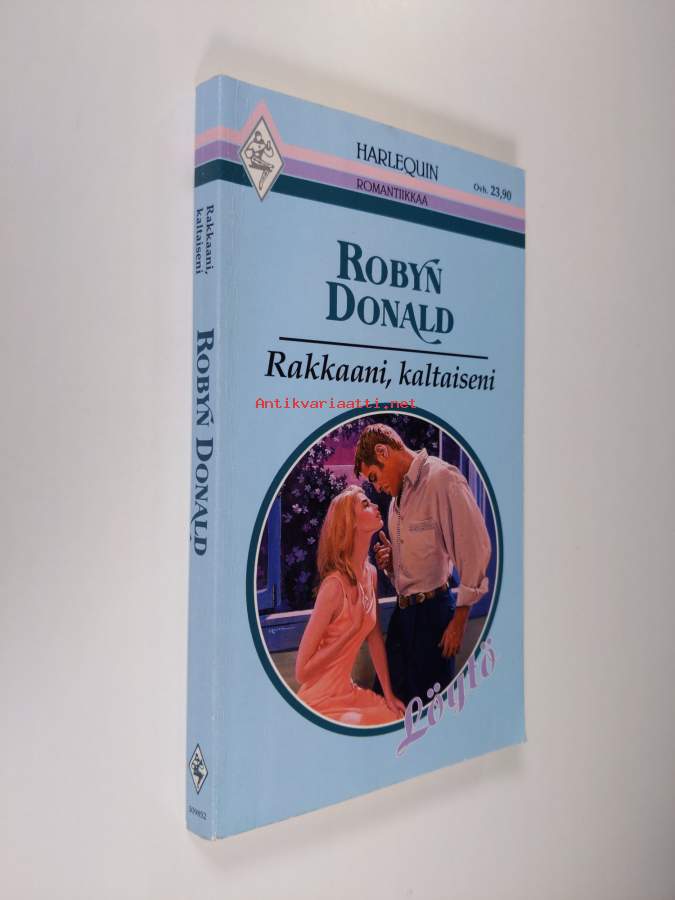 HARLEQUIN
ROMANTIIKKAA
Ovh. 23,90
ROBYN
DONALD
Rakkaani, kaltaiseni
Antikvariaatti.net
Löytö
Rakkaani,
kaltaiseni
ROBYN DONALD